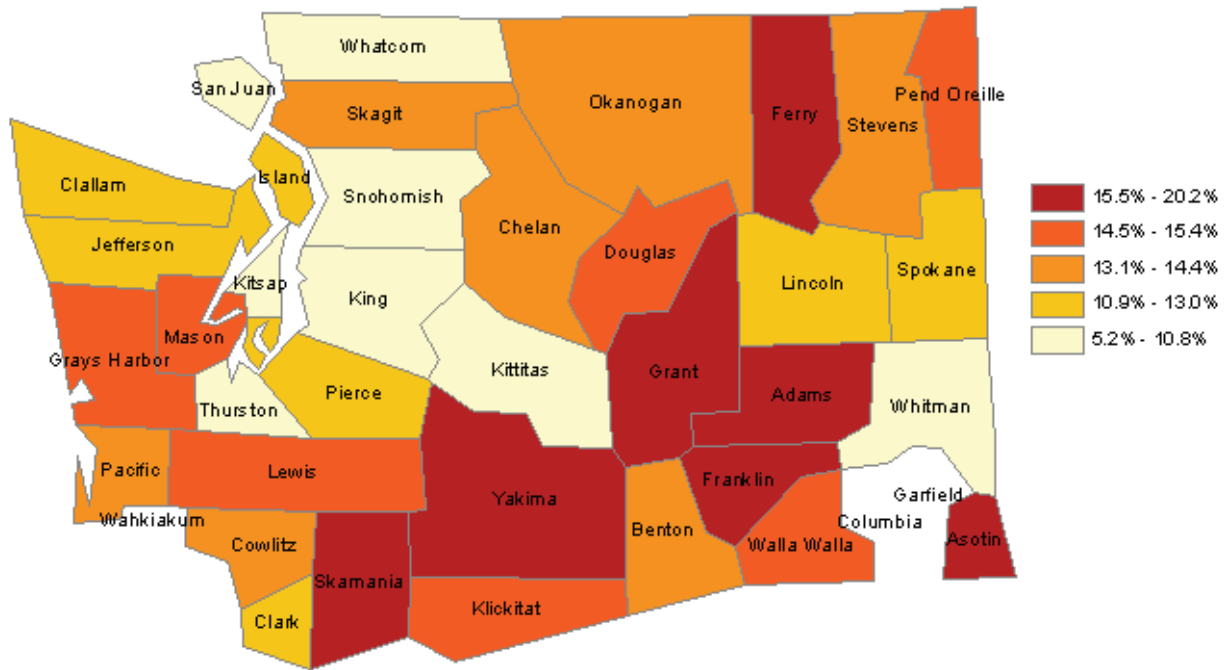 Whatcom
San Juan
Skagit
Okanogan
Ferry
Stevens
Pend Oreille
Clallam
Island
Snohomish
Chelan
Jefferson
Douglas
Kitsap
King
Lincoln
Spokane
Mason
Grays Harbor
Kittitas
Grant
Adams
Pierce
Thurston
Whitman
Pacific
Lewis
Yakima
Franklin
Garfield
Wahkiakum
Columbia
Benton
Cowlitz
Walla Walla
Asotin
Skamania
Klickitat
Clark
15.5% - 20.2%
14.5% - 15.4%
13.1% - 14.4%
10.9% - 13.0%
5.2% - 10.8%